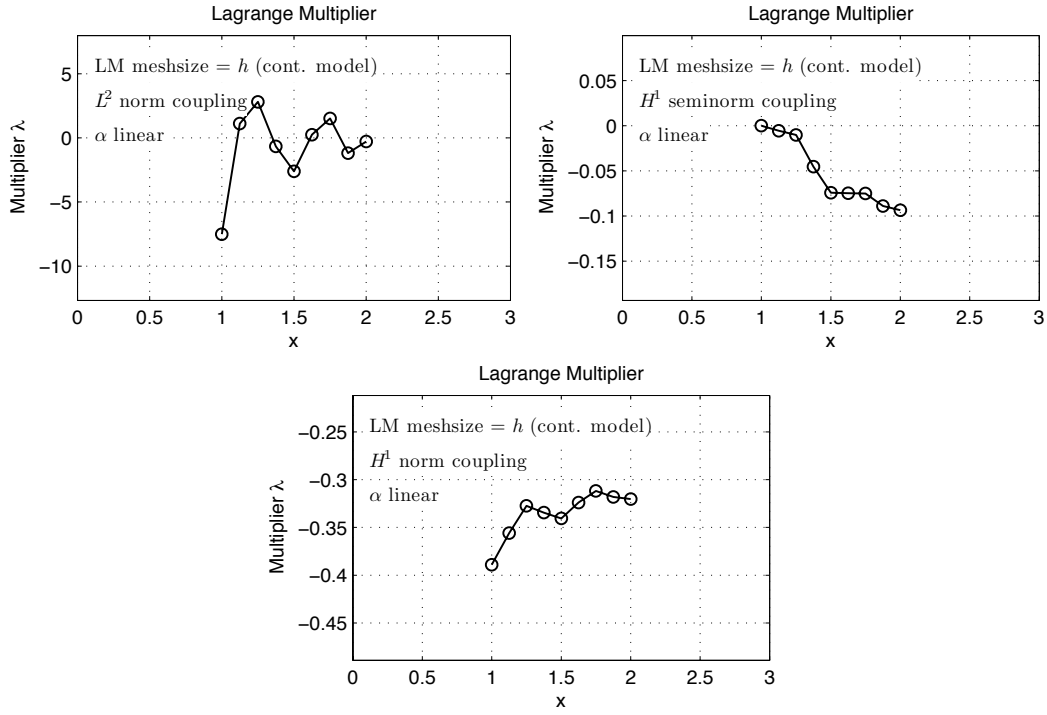 Lagrange Multiplier
LM meshsize = h (cont. model)
L² norm coupling
α linear
Multiplier λ
5
0
−5
−10
0 0.5 1 1.5 2 2.5 3
x
Lagrange Multiplier
LM meshsize = h (cont. model)
H¹ seminorm coupling
α linear
Multiplier λ
0.05
0
−0.05
−0.1
−0.15
0 0.5 1 1.5 2 2.5 3
x
Lagrange Multiplier
LM meshsize = h (cont. model)
H¹ norm coupling
α linear
Multiplier λ
−0.25
−0.3
−0.35
−0.4
−0.45
0 0.5 1 1.5 2 2.5 3
x